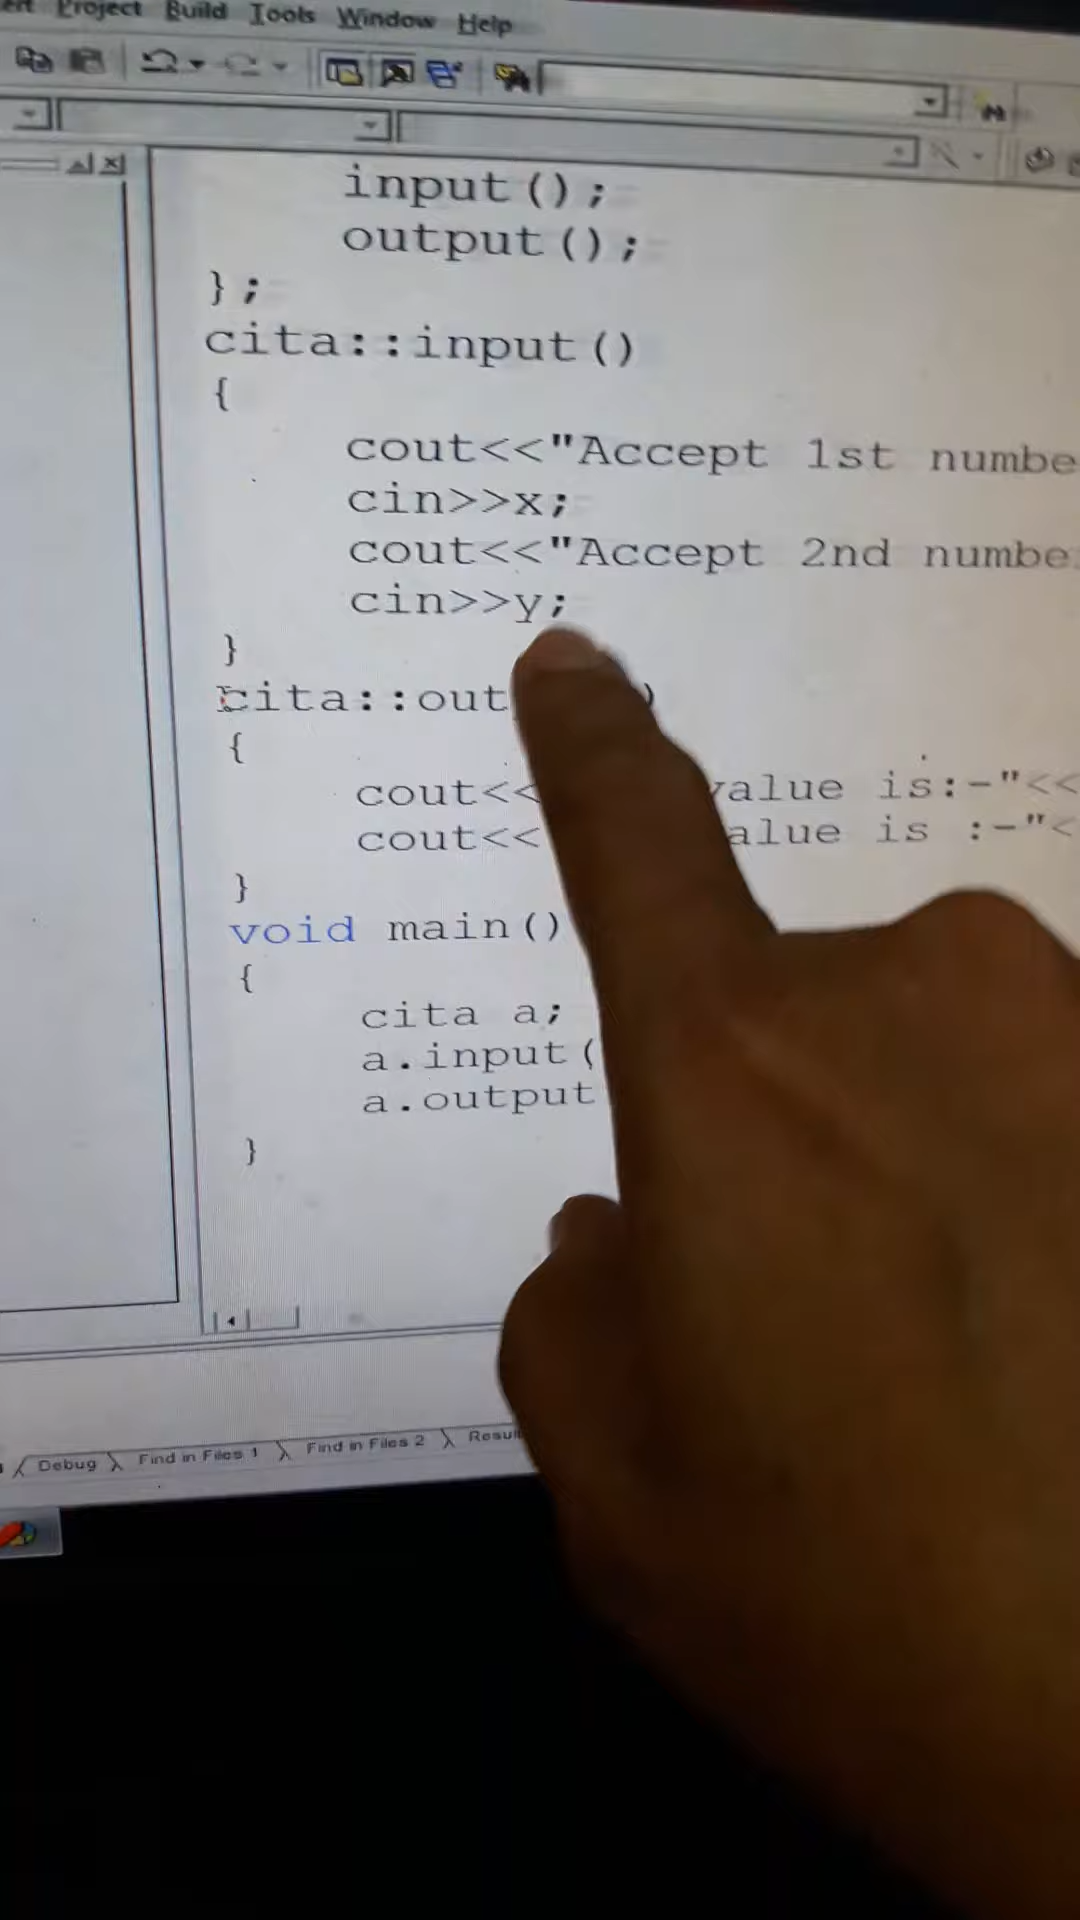 Project Build Tools Window Help
input();
output();
};
cita::input()
{
cout<<"Accept 1st numbe
cin>>x;
cout<<"Accept 2nd numbe
cin>>y;
}
cita::out )
{
cout<< value is:-"<<
cout<< alue is :-"<
}
void main()
{
cita a;
a.input(
a.output
}
Debug Find in Files 1 Find in Files 2 Resul